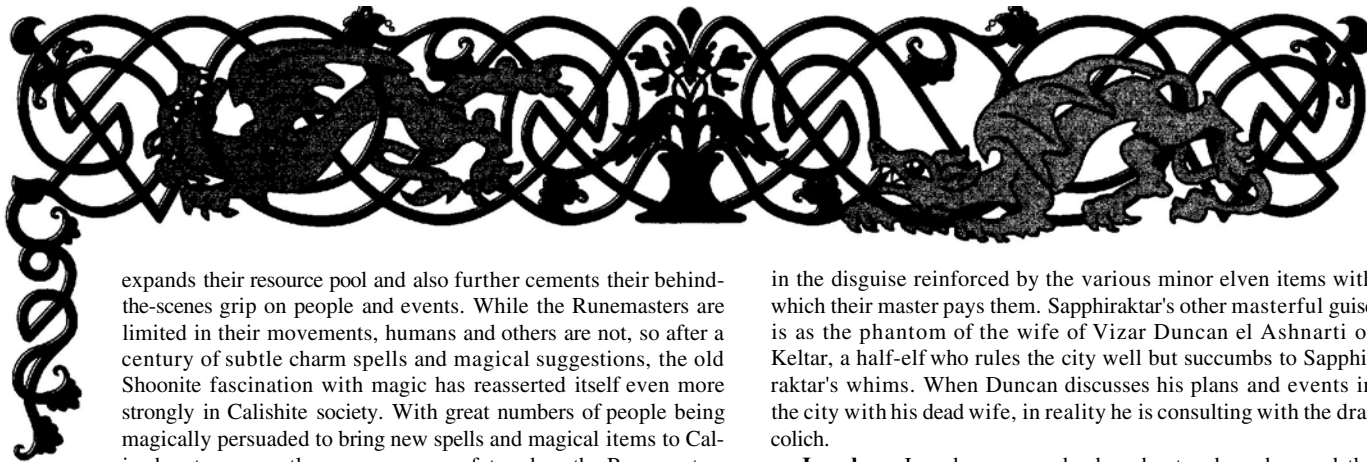 expands their resource pool and also further cements their behind-
the-scenes grip on people and events. While the Runemasters are
limited in their movements, humans and others are not, so after a
century of subtle charm spells and magical suggestions, the old
Shoonite fascination with magic has reasserted itself even more
strongly in Calishite society. With great numbers of people being
magically persuaded to bring new spells and magical items to Cal-
in the disguise reinforced by the various minor elven items with
which their master pays them. Sapphiraktar's other masterful guise
is as the phantom of the wife of Vizar Duncan el Ashnarti o
Keltar, a half-elf who rules the city well but succumbs to Sapphi
raktar's whims. When Duncan discusses his plans and events in
the city with his dead wife, in reality he is consulting with the dra
colich.